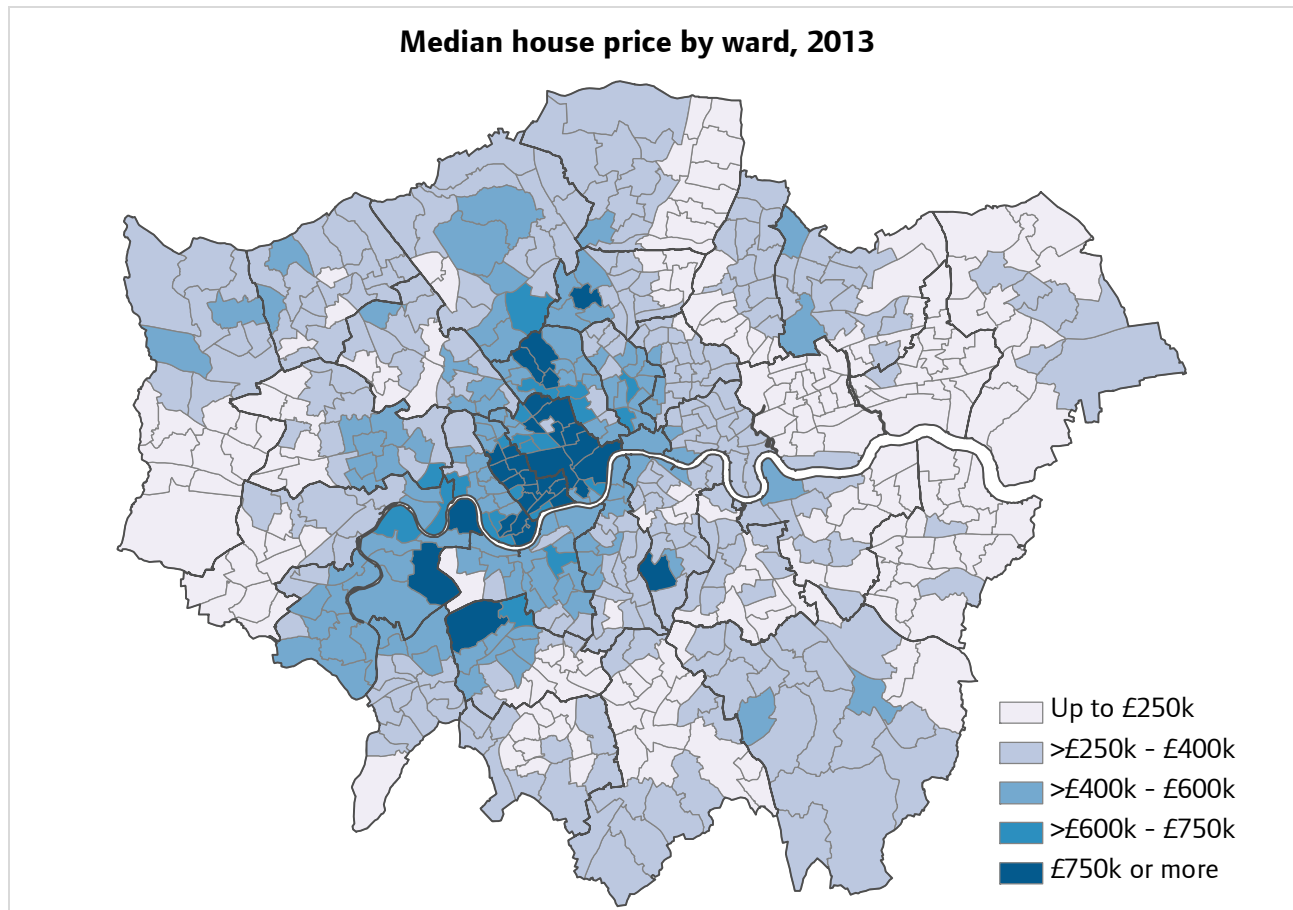 Median house price by ward, 2013
Up to £250k
>£250k - £400k
>£400k - £600k
>£600k - £750k
£750k or more